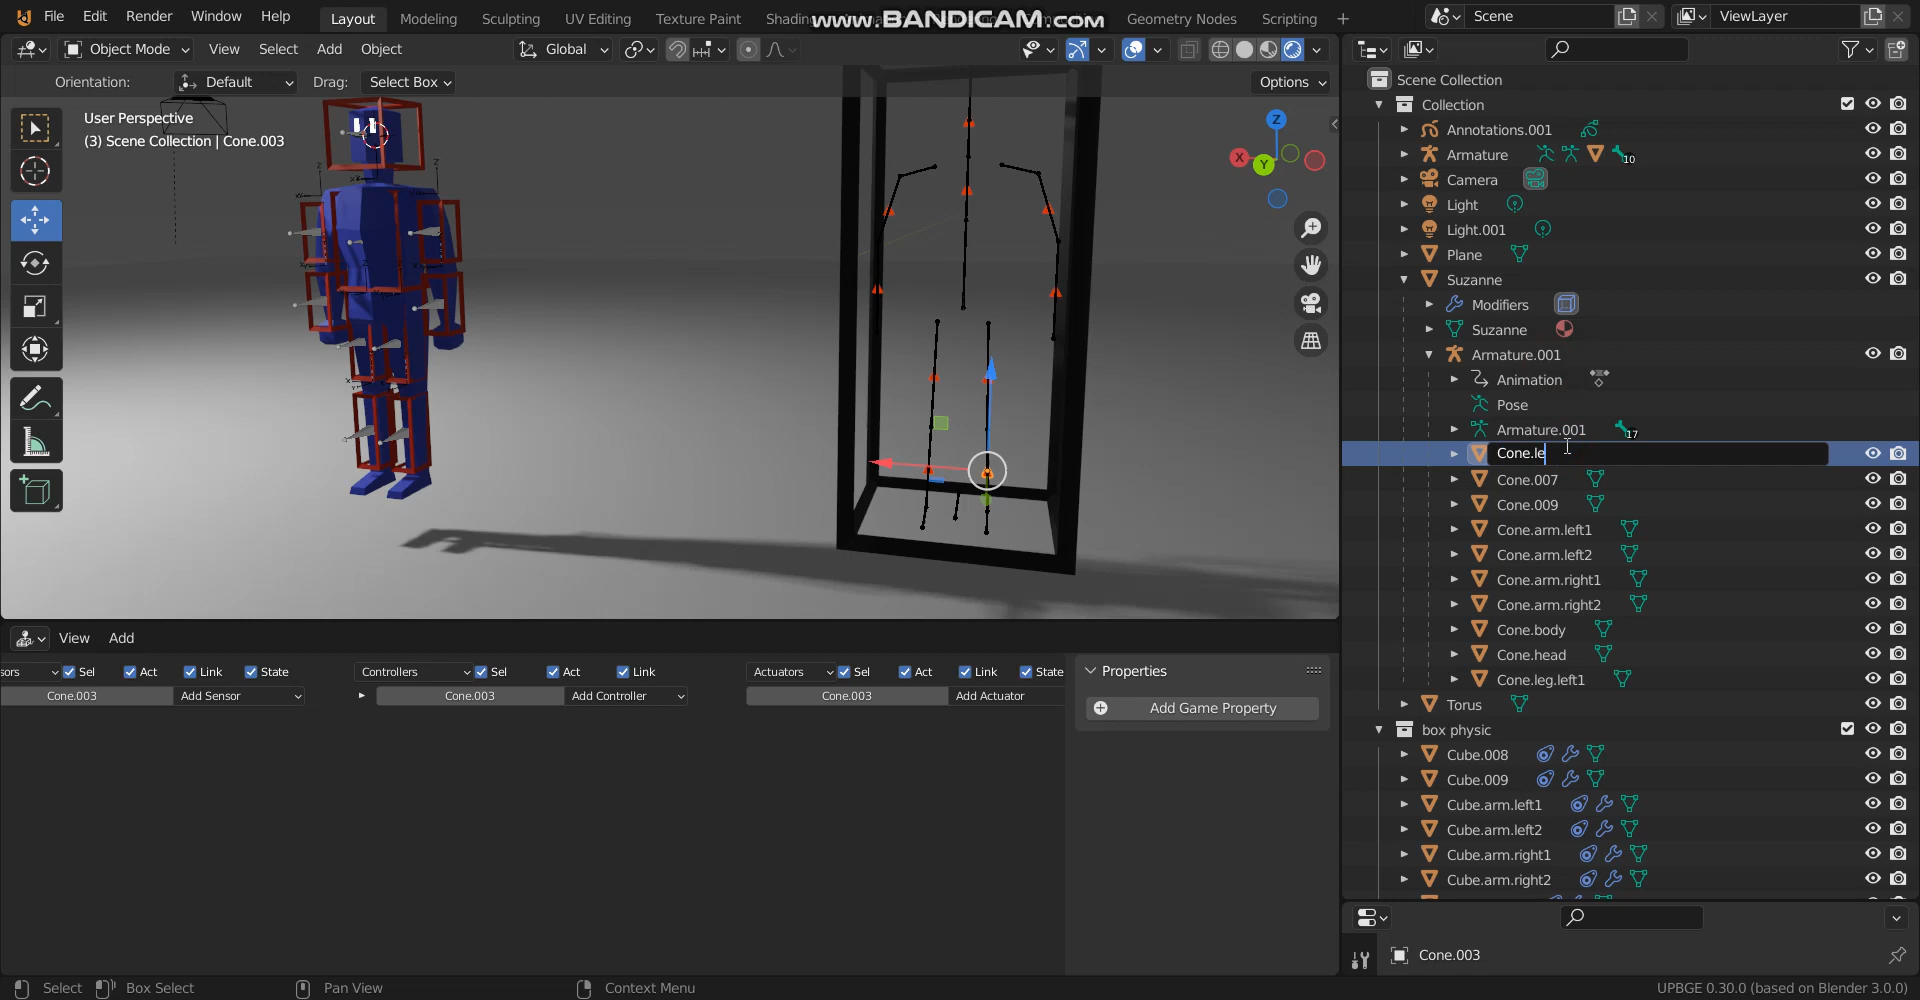 File Edit Render Window Help Layout Modeling Sculpting UV Editing Texture Paint Shading www.BANDICAM.com Geometry Nodes Scripting + Scene ViewLayer
Object Mode View Select Add Object Global
Orientation: Default Drag: Select Box Options
User Perspective
(3) Scene Collection | Cone.003
Z
X
Y
Scene Collection
Collection
Annotations.001
Armature 10
Camera
Light
Light.001
Plane
Suzanne
Modifiers
Suzanne
Armature.001
Animation
Pose
Armature.001 17
Cone.le
Cone.007
Cone.009
Cone.arm.left1
Cone.arm.left2
Cone.arm.right1
Cone.arm.right2
Cone.body
Cone.head
Cone.leg.left1
Torus
box physic
Cube.008
Cube.009
Cube.arm.left1
Cube.arm.left2
Cube.arm.right1
Cube.arm.right2
View Add
sors Sel Act Link State Controllers Sel Act Link Actuators Sel Act Link State Properties
Cone.003 Add Sensor Cone.003 Add Controller Cone.003 Add Actuator Add Game Property
Cone.003
Select Box Select Pan View Context Menu UPBGE 0.30.0 (based on Blender 3.0.0)